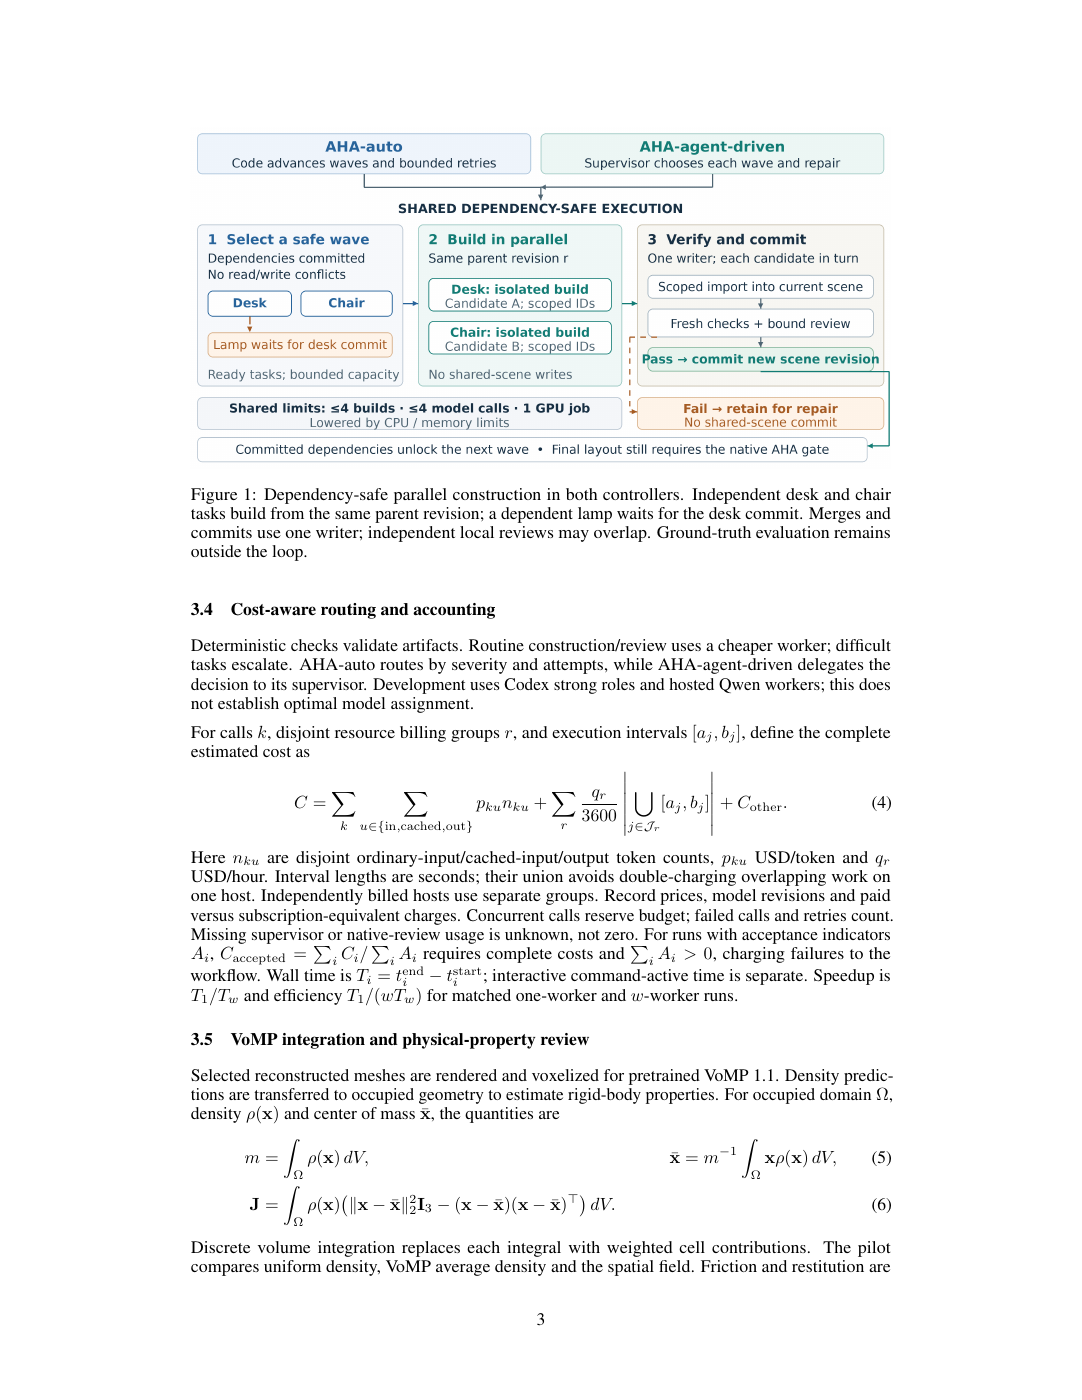 AHA-auto
Code advances waves and bounded retries
AHA-agent-driven
Supervisor chooses each wave and repair
SHARED DEPENDENCY-SAFE EXECUTION
1 Select a safe wave
Dependencies committed
No read/write conflicts
Desk
Chair
Lamp waits for desk commit
Ready tasks; bounded capacity
2 Build in parallel
Same parent revision r
Desk: isolated build
Candidate A; scoped IDs
Chair: isolated build
Candidate B; scoped IDs
No shared-scene writes
3 Verify and commit
One writer; each candidate in turn
Scoped import into current scene
Fresh checks + bound review
Pass → commit new scene revision
Shared limits: ≤4 builds · ≤4 model calls · 1 GPU job
Lowered by CPU / memory limits
Fail → retain for repair
No shared-scene commit
Committed dependencies unlock the next wave • Final layout still requires the native AHA gate
Figure 1: Dependency-safe parallel construction in both controllers. Independent desk and chair
tasks build from the same parent revision; a dependent lamp waits for the desk commit. Merges and
commits use one writer; independent local reviews may overlap. Ground-truth evaluation remains
outside the loop.
3.4 Cost-aware routing and accounting
Deterministic checks validate artifacts. Routine construction/review uses a cheaper worker; difficult
tasks escalate. AHA-auto routes by severity and attempts, while AHA-agent-driven delegates the
decision to its supervisor. Development uses Codex strong roles and hosted Qwen workers; this does
not establish optimal model assignment.
For calls k, disjoint resource billing groups r, and execution intervals [a_j, b_j], define the complete
estimated cost as
C = ∑_k ∑_{u∈{in,cached,out}} p_{ku} n_{ku} + ∑_r q_r/3600 |⋃_{j∈𝒥_r} [a_j, b_j]| + C_other. (4)
Here n_{ku} are disjoint ordinary-input/cached-input/output token counts, p_{ku} USD/token and q_r
USD/hour. Interval lengths are seconds; their union avoids double-charging overlapping work on
one host. Independently billed hosts use separate groups. Record prices, model revisions and paid
versus subscription-equivalent charges. Concurrent calls reserve budget; failed calls and retries count.
Missing supervisor or native-review usage is unknown, not zero. For runs with acceptance indicators
A_i, C_accepted = ∑_i C_i / ∑_i A_i requires complete costs and ∑_i A_i > 0, charging failures to the
workflow. Wall time is T_i = t_i^end − t_i^start; interactive command-active time is separate. Speedup is
T_1/T_w and efficiency T_1/(wT_w) for matched one-worker and w-worker runs.
3.5 VoMP integration and physical-property review
Selected reconstructed meshes are rendered and voxelized for pretrained VoMP 1.1. Density predic-
tions are transferred to occupied geometry to estimate rigid-body properties. For occupied domain Ω,
density ρ(x) and center of mass x̄, the quantities are
m = ∫_Ω ρ(x) dV, x̄ = m^{−1} ∫_Ω xρ(x) dV, (5)
J = ∫_Ω ρ(x)(‖x − x̄‖_2^2 I_3 − (x − x̄)(x − x̄)^⊤) dV. (6)
Discrete volume integration replaces each integral with weighted cell contributions. The pilot
compares uniform density, VoMP average density and the spatial field. Friction and restitution are
3